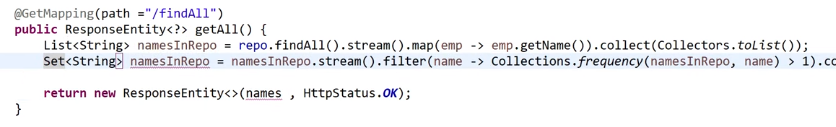 @GetMapping(path ="/findAll")
public ResponseEntity<?> getAll() {
List<String> namesInRepo = repo.findAll().stream().map(emp -> emp.getName()).collect(Collectors.toList());
Set<String> namesInRepo = namesInRepo.stream().filter(name -> Collections.frequency(namesInRepo, name) > 1).co
return new ResponseEntity<>(names , HttpStatus.OK);
}